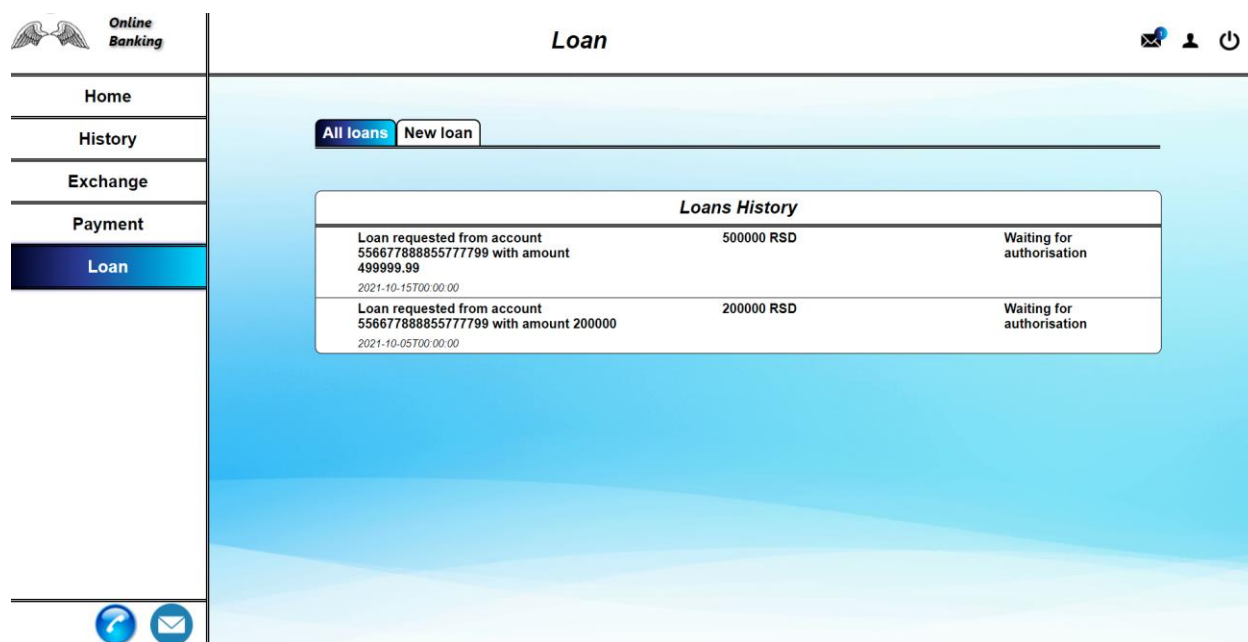 Online
Banking
Loan
1
Home
History
Exchange
Payment
Loan
All loans New loan
Loans History
Loan requested from account
556677888855777799 with amount
499999.99
2021-10-15T00:00:00
500000 RSD
Waiting for
authorisation
Loan requested from account
556677888855777799 with amount 200000
2021-10-05T00:00:00
200000 RSD
Waiting for
authorisation